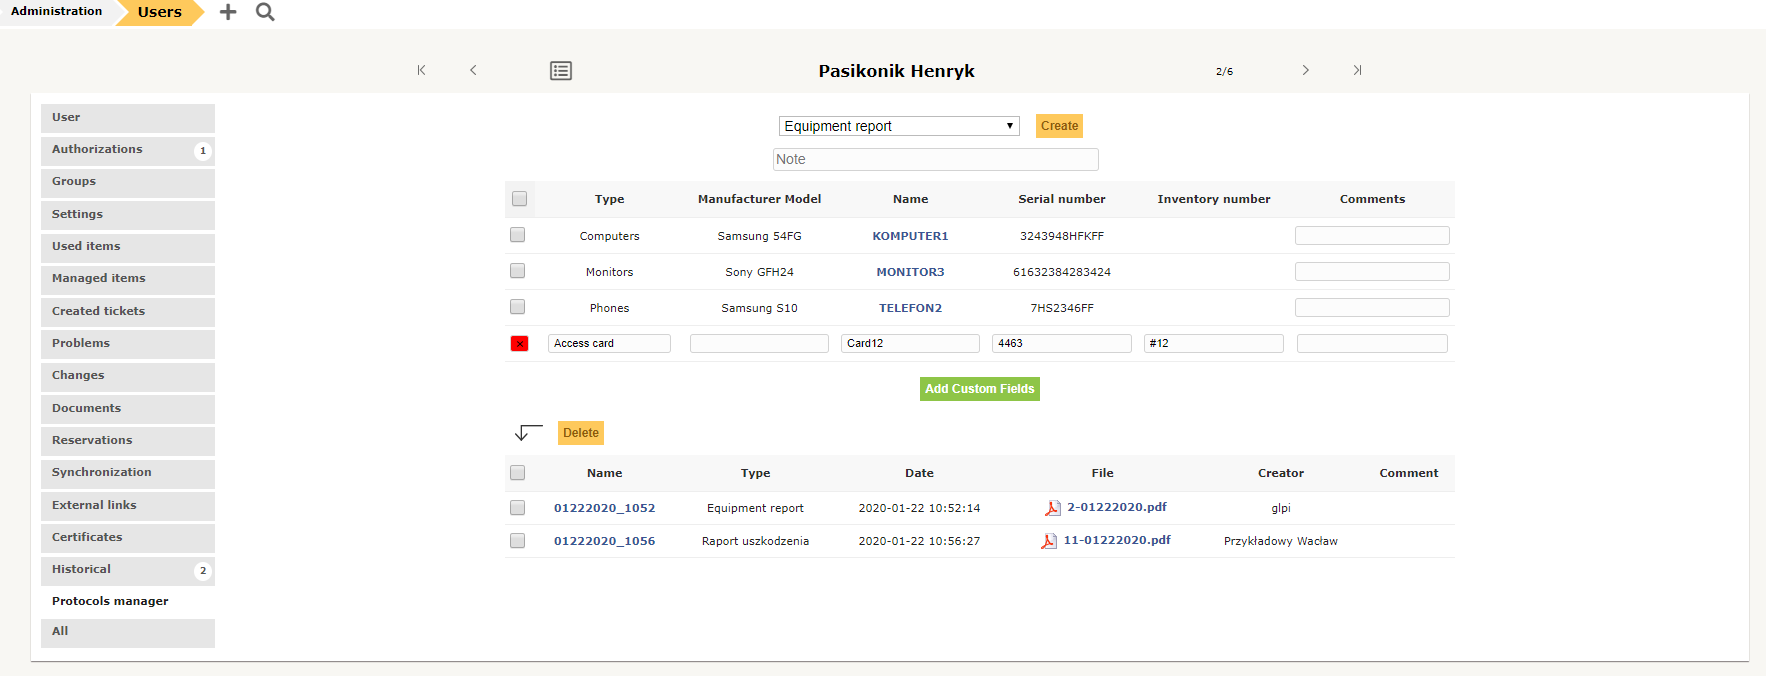 Administration Users
Pasikonik Henryk 2/6
User
Authorizations 1
Groups
Settings
Used items
Managed items
Created tickets
Problems
Changes
Documents
Reservations
Synchronization
External links
Certificates
Historical 2
Protocols manager
All
Equipment report Create
Note
Type Manufacturer Model Name Serial number Inventory number Comments
Computers Samsung 54FG KOMPUTER1 3243948HFKFF
Monitors Sony GFH24 MONITOR3 61632384283424
Phones Samsung S10 TELEFON2 7HS2346FF
x Access card Card12 4463 #12
Add Custom Fields
Delete
Name Type Date File Creator Comment
01222020_1052 Equipment report 2020-01-22 10:52:14 2-01222020.pdf glpi
01222020_1056 Raport uszkodzenia 2020-01-22 10:56:27 11-01222020.pdf Przykładowy Wacław